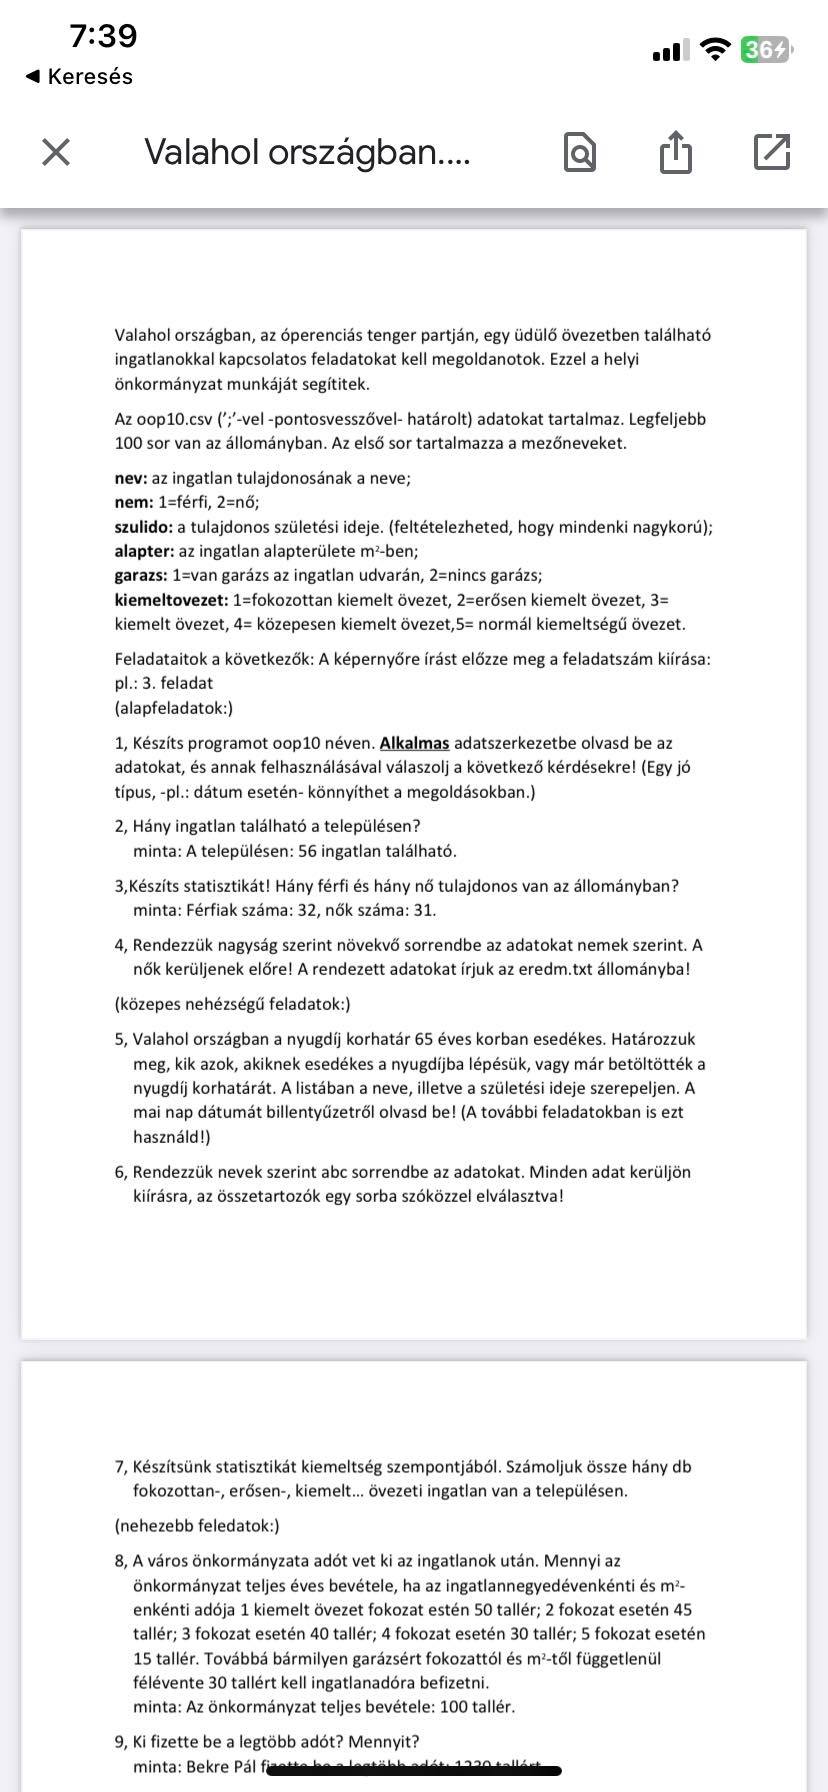 7:39
36
◀ Keresés
Valahol országban....
Valahol országban, az óperenciás tenger partján, egy üdülő övezetben található
ingatlanokkal kapcsolatos feladatokat kell megoldanotok. Ezzel a helyi
önkormányzat munkáját segítitek.
Az oop10.csv (’;’-vel -pontosvesszővel- határolt) adatokat tartalmaz. Legfeljebb
100 sor van az állományban. Az első sor tartalmazza a mezőneveket.
nev: az ingatlan tulajdonosának a neve;
nem: 1=férfi, 2=nő;
szulido: a tulajdonos születési ideje. (feltételezheted, hogy mindenki nagykorú);
alapter: az ingatlan alapterülete m²-ben;
garazs: 1=van garázs az ingatlan udvarán, 2=nincs garázs;
kiemeltovezet: 1=fokozottan kiemelt övezet, 2=erősen kiemelt övezet, 3=
kiemelt övezet, 4= közepesen kiemelt övezet,5= normál kiemeltségű övezet.
Feladataitok a következők: A képernyőre írást előzze meg a feladatszám kiírása:
pl.: 3. feladat
(alapfeladatok:)
1, Készíts programot oop10 néven. Alkalmas adatszerkezetbe olvasd be az
adatokat, és annak felhasználásával válaszolj a következő kérdésekre! (Egy jó
típus, -pl.: dátum esetén- könnyíthet a megoldásokban.)
2, Hány ingatlan található a településen?
minta: A településen: 56 ingatlan található.
3,Készíts statisztikát! Hány férfi és hány nő tulajdonos van az állományban?
minta: Férfiak száma: 32, nők száma: 31.
4, Rendezzük nagyság szerint növekvő sorrendbe az adatokat nemek szerint. A
nők kerüljenek előre! A rendezett adatokat írjuk az eredm.txt állományba!
(közepes nehézségű feladatok:)
5, Valahol országban a nyugdíj korhatár 65 éves korban esedékes. Határozzuk
meg, kik azok, akiknek esedékes a nyugdíjba lépésük, vagy már betöltötték a
nyugdíj korhatárát. A listában a neve, illetve a születési ideje szerepeljen. A
mai nap dátumát billentyűzetről olvasd be! (A további feladatokban is ezt
használd!)
6, Rendezzük nevek szerint abc sorrendbe az adatokat. Minden adat kerüljön
kiírásra, az összetartozók egy sorba szóközzel elválasztva!
7, Készítsünk statisztikát kiemeltség szempontjából. Számoljuk össze hány db
fokozottan-, erősen-, kiemelt... övezeti ingatlan van a településen.
(nehezebb feledatok:)
8, A város önkormányzata adót vet ki az ingatlanok után. Mennyi az
önkormányzat teljes éves bevétele, ha az ingatlannegyedévenkénti és m²-
enkénti adója 1 kiemelt övezet fokozat estén 50 tallér; 2 fokozat esetén 45
tallér; 3 fokozat esetén 40 tallér; 4 fokozat esetén 30 tallér; 5 fokozat esetén
15 tallér. Továbbá bármilyen garázsért fokozattól és m²-től függetlenül
félévente 30 tallért kell ingatlanadóra befizetni.
minta: Az önkormányzat teljes bevétele: 100 tallér.
9, Ki fizette be a legtöbb adót? Mennyit?
minta: Bekre Pál